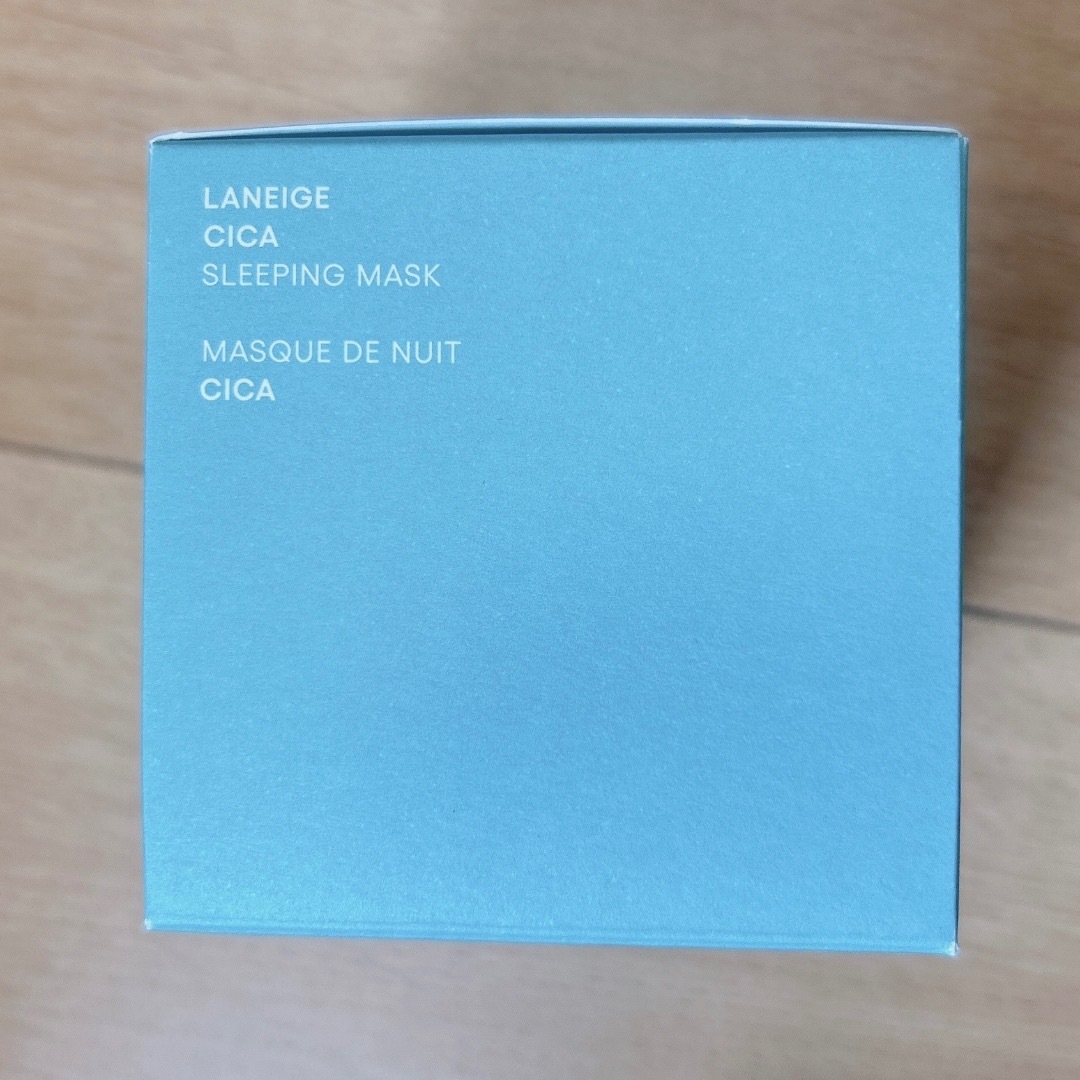 LANEIGE
CICA
SLEEPING MASK
MASQUE DE NUIT
CICA